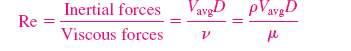 Re = Inertial forces / Viscous forces = V_avg D / ν = ρV_avg D / μ